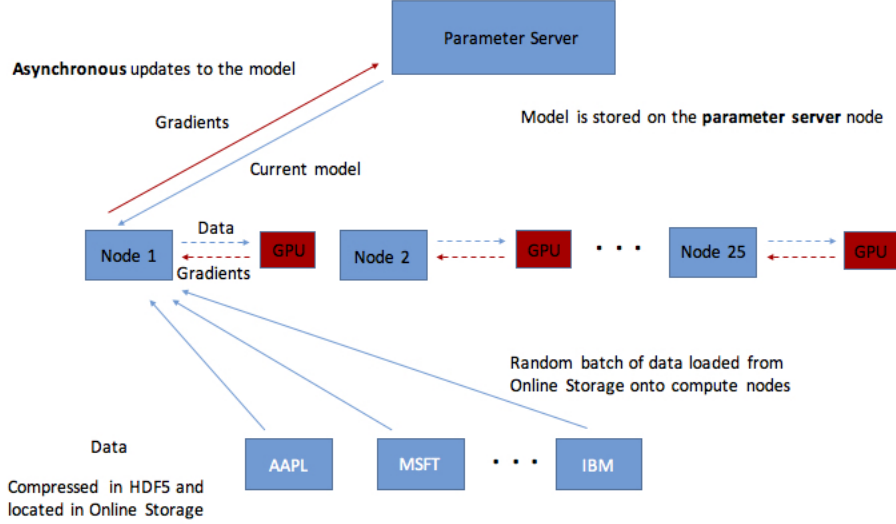 Parameter Server
Asynchronous updates to the model
Gradients
Model is stored on the parameter server node
Current model
Node 1
Data
Gradients
GPU
Node 2
GPU
Node 25
GPU
Random batch of data loaded from
Online Storage onto compute nodes
Data
AAPL
MSFT
IBM
Compressed in HDF5 and
located in Online Storage